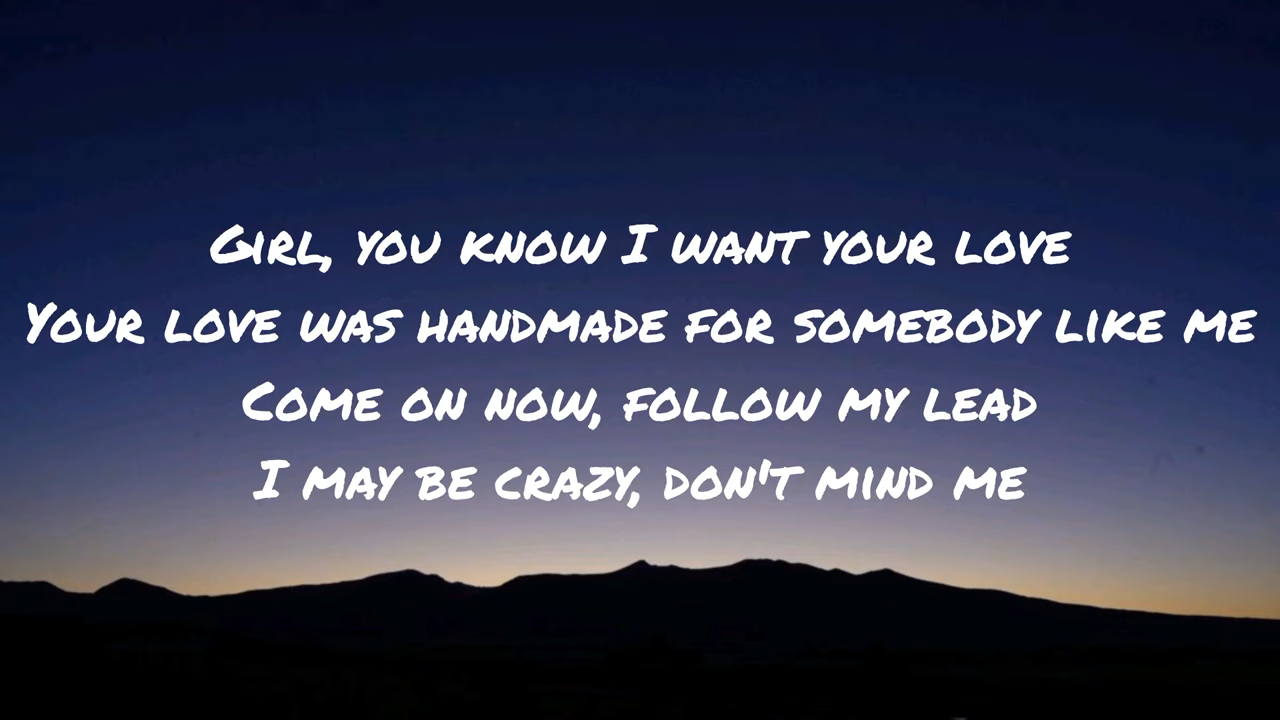 Girl, you know I want your love
Your love was handmade for somebody like me
Come on now, follow my lead
I may be crazy, don't mind me